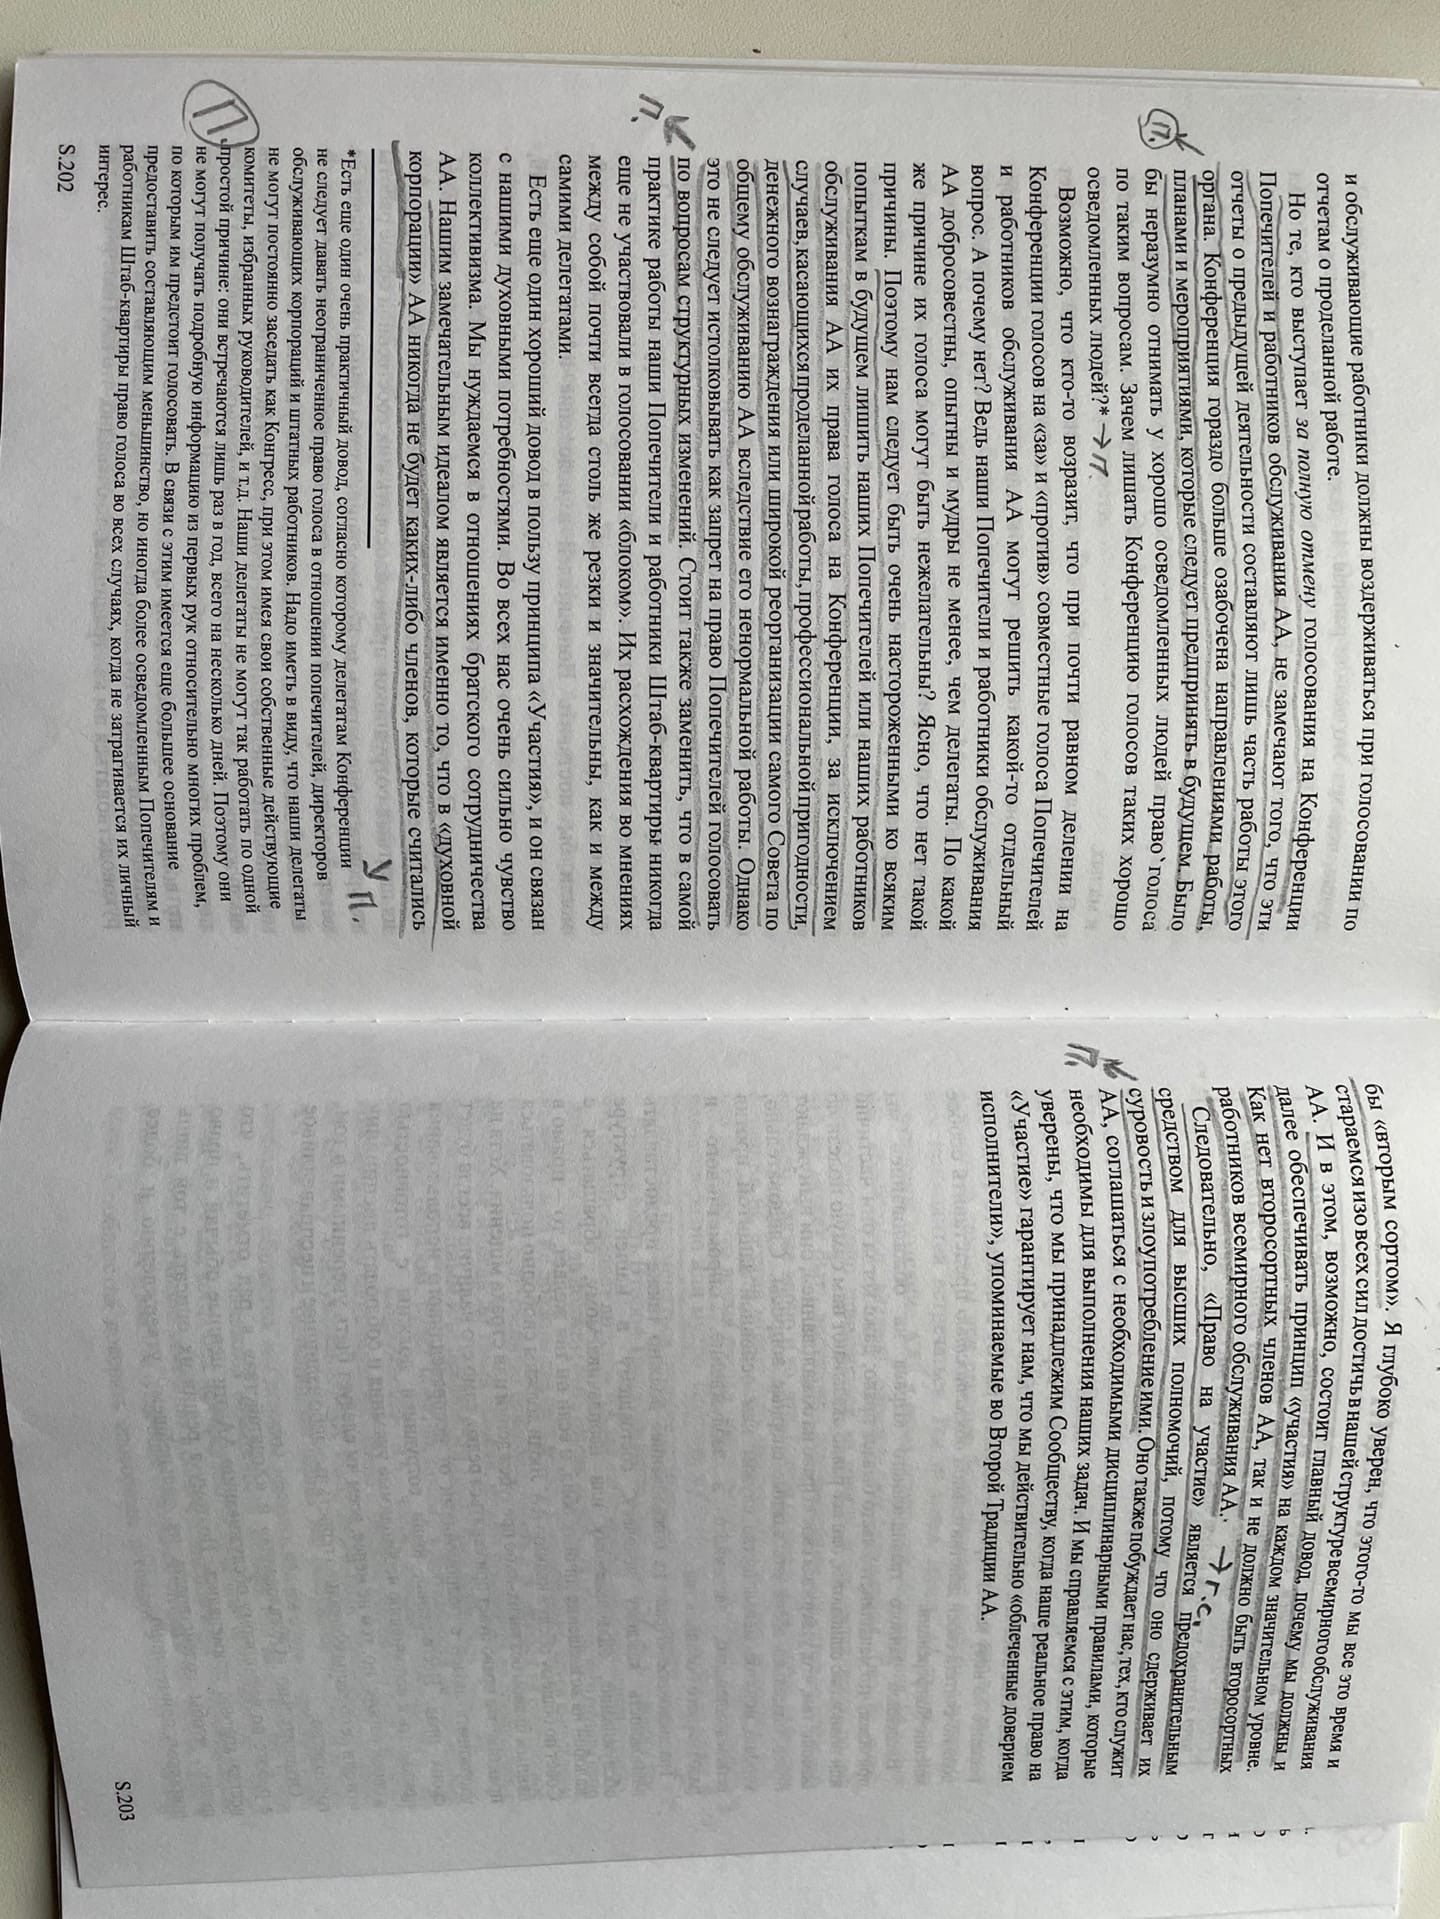 и обслуживающие работники должны воздерживаться при голосовании по
отчетам о проделанной работе.
Но те, кто выступает за полную отмену голосования на Конференции
Попечителей и работников обслуживания АА, не замечают того, что эти
отчеты о предыдущей деятельности составляют лишь часть работы этого
органа. Конференция гораздо больше озабочена направлениями работы,
планами и мероприятиями, которые следует предпринять в будущем. Было
бы неразумно отнимать у хорошо осведомленных людей право голоса
по таким вопросам. Зачем лишать Конференцию голосов таких хорошо
осведомленных людей?* → П.
Возможно, что кто-то возразит, что при почти равном делении на
Конференции голосов на «за» и «против» совместные голоса Попечителей
и работников обслуживания АА могут решить какой-то отдельный
вопрос. А почему нет? Ведь наши Попечители и работники обслуживания
АА добросовестны, опытны и мудры не менее, чем делегаты. По какой
же причине их голоса могут быть нежелательны? Ясно, что нет такой
причины. Поэтому нам следует быть очень настороженными ко всяким
попыткам в будущем лишить наших Попечителей или наших работников
обслуживания АА их права голоса на Конференции, за исключением
случаев, касающихся проделанной работы, профессиональной пригодности,
денежного вознаграждения или широкой реорганизации самого Совета по
общему обслуживанию АА вследствие его ненормальной работы. Однако
это не следует истолковывать как запрет на право Попечителей голосовать
по вопросам структурных изменений. Стоит также заменить, что в самой
практике работы наши Попечители и работники Штаб-квартиры никогда
еще не участвовали в голосовании «блоком». Их расхождения во мнениях
между собой почти всегда столь же резки и значительны, как и между
самими делегатами.
Есть еще один хороший довод в пользу принципа «Участия», и он связан
с нашими духовными потребностями. Во всех нас очень сильно чувство
коллективизма. Мы нуждаемся в отношениях братского сотрудничества
АА. Нашим замечательным идеалом является именно то, что в «духовной
корпорации» АА никогда не будет каких-либо членов, которые считались
*Есть еще один очень практичный довод, согласно которому делегатам Конференции
не следует давать неограниченное право голоса в отношении попечителей, директоров
обслуживающих корпораций и штатных работников. Надо иметь в виду, что наши делегаты
не могут постоянно заседать как Конгресс, при этом имея свои собственные действующие
комитеты, избранных руководителей, и т.д. Наши делегаты не могут так работать по одной
простой причине: они встречаются лишь раз в год, всего на несколько дней. Поэтому они
не могут получать подробную информацию из первых рук относительно многих проблем,
по которым им предстоит голосовать. В связи с этим имеется еще большее основание
предоставить составляющим меньшинство, но иногда более осведомленным Попечителям и
работникам Штаб-квартиры право голоса во всех случаях, когда не затрагивается их личный
интерес.
S.202
П.
П.
П.
П.
бы «вторым сортом». Я глубоко уверен, что этого-то мы все это время и
стараемся изо всех сил достичь в нашей структуре всемирного обслуживания
АА. И в этом, возможно, состоит главный довод, почему мы должны и
далее обеспечивать принцип «участия» на каждом значительном уровне.
Как нет второсортных членов АА, так и не должно быть второсортных
работников всемирного обслуживания АА. → г.с.
Следовательно, «Право на участие» является предохранительным
средством для высших полномочий, потому что оно сдерживает их
суровость и злоупотребление ими. Оно также побуждает нас, тех, кто служит
АА, соглашаться с необходимыми дисциплинарными правилами, которые
необходимы для выполнения наших задач. И мы справляемся с этим, когда
уверены, что мы принадлежим Сообществу, когда наше реальное право на
«Участие» гарантирует нам, что мы действительно «облеченные доверием
исполнители», упоминаемые во Второй Традиции АА.
П.
S.203